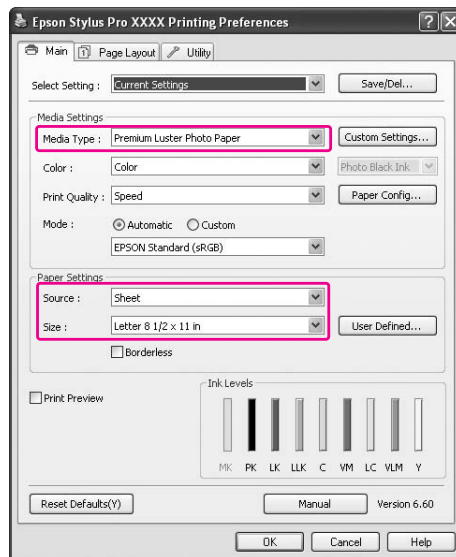 Epson Stylus Pro XXXX Printing Preferences
Main Page Layout Utility
Select Setting : Current Settings Save/Del...
Media Settings
Media Type : Premium Luster Photo Paper Custom Settings...
Color : Color Photo Black Ink
Print Quality : Speed Paper Config...
Mode : Automatic Custom
EPSON Standard (sRGB)
Paper Settings
Source : Sheet
Size : Letter 8 1/2 x 11 in User Defined...
Borderless
Print Preview
Ink Levels
MK PK LK LLK C VM LC VLM Y
Reset Defaults(Y) Manual Version 6.60
OK Cancel Help